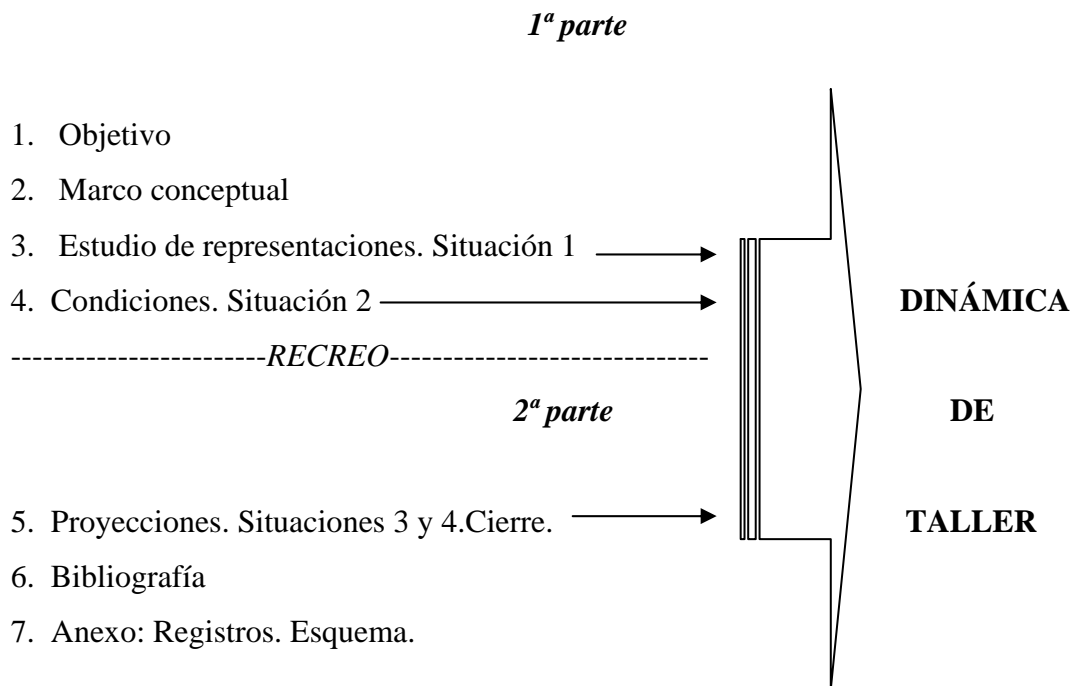 1ª parte
1. Objetivo
2. Marco conceptual
3. Estudio de representaciones. Situación 1
4. Condiciones. Situación 2
DINÁMICA
------------------------RECREO------------------------------
2ª parte
DE
5. Proyecciones. Situaciones 3 y 4.Cierre.
TALLER
6. Bibliografía
7. Anexo: Registros. Esquema.